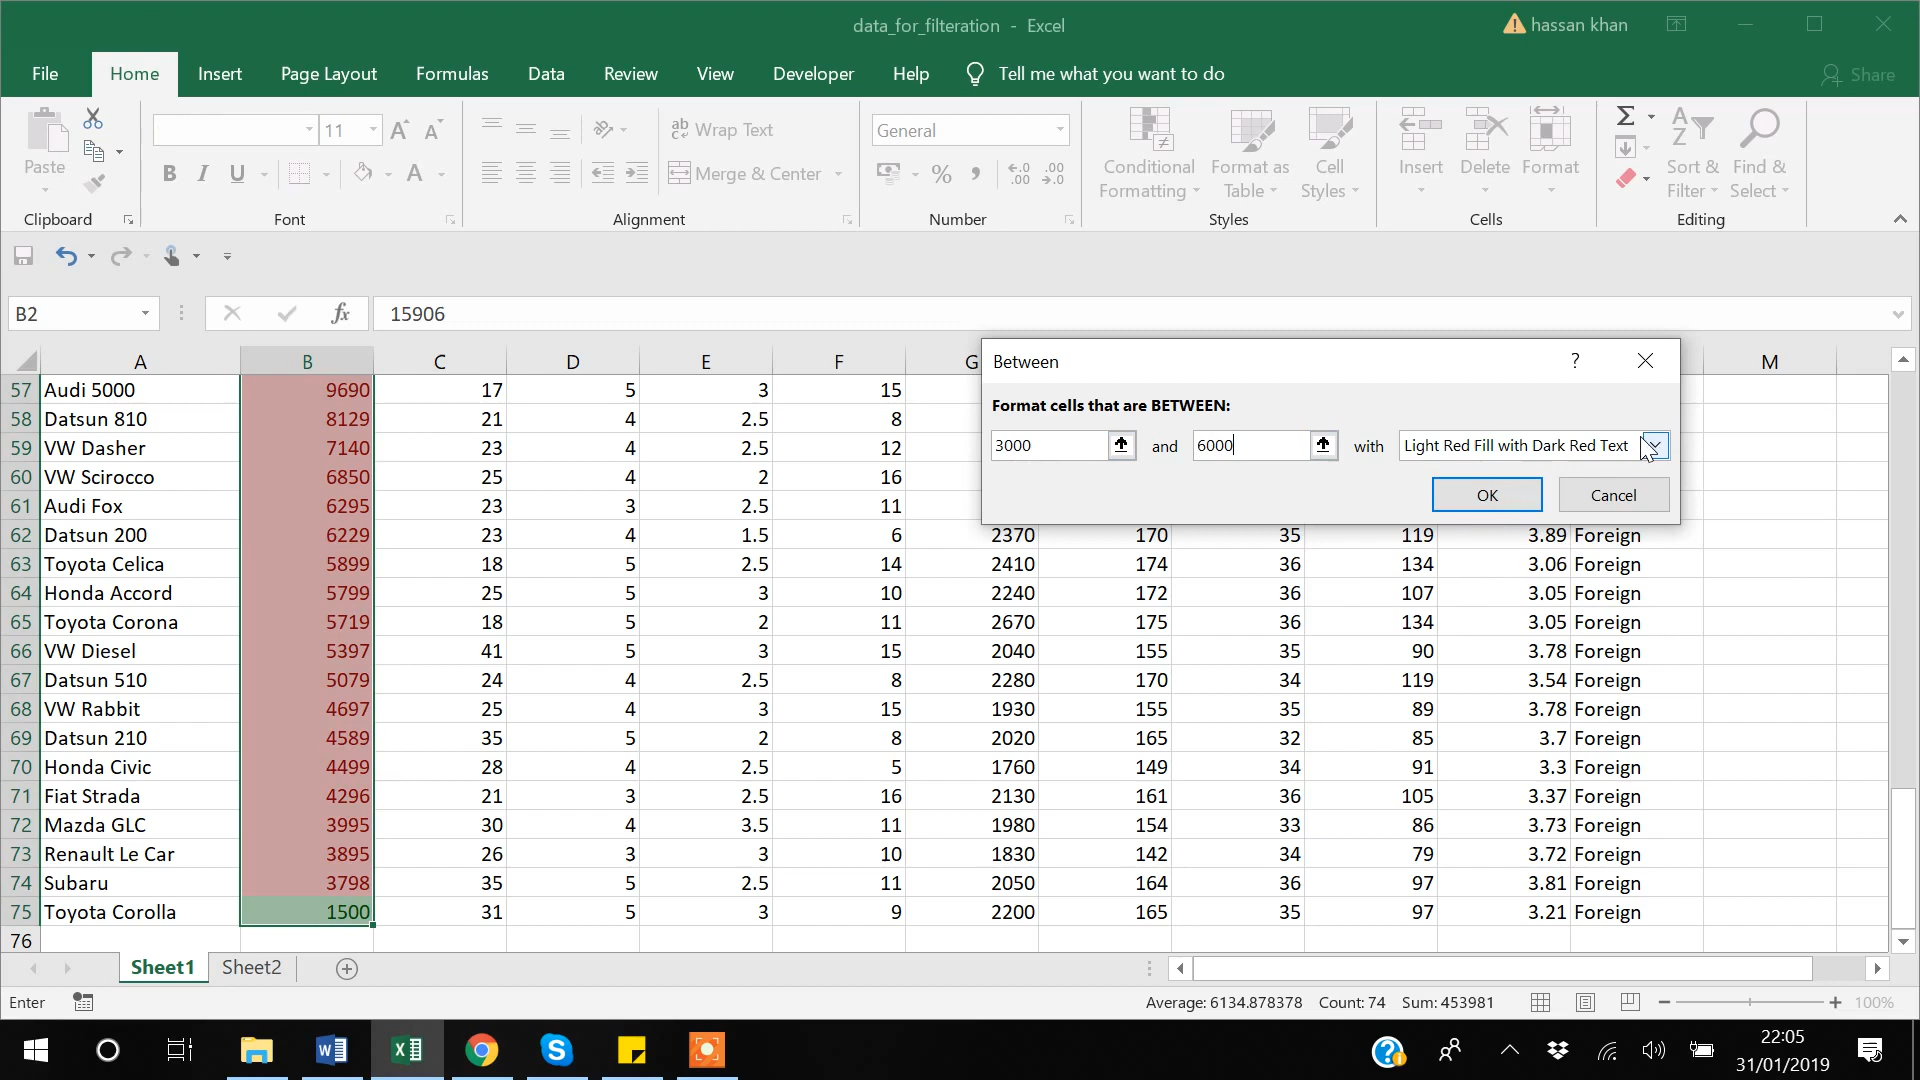 data_for_filteration - Excel
hassan khan
File Home Insert Page Layout Formulas Data Review View Developer Help Tell me what you want to do Share
Paste
11
Wrap Text
Merge & Center
General
Conditional Formatting
Format as Table
Cell Styles
Insert
Delete
Format
Sort & Filter
Find & Select
Clipboard Font Alignment Number Styles Cells Editing
B2 fx 15906
A B C D E F G M
Between ?
Format cells that are BETWEEN:
3000 and 6000 with Light Red Fill with Dark Red Text
OK Cancel
57 Audi 5000 9690 17 5 3 15
58 Datsun 810 8129 21 4 2.5 8
59 VW Dasher 7140 23 4 2.5 12
60 VW Scirocco 6850 25 4 2 16
61 Audi Fox 6295 23 3 2.5 11
62 Datsun 200 6229 23 4 1.5 6 2370 170 35 119 3.89 Foreign
63 Toyota Celica 5899 18 5 2.5 14 2410 174 36 134 3.06 Foreign
64 Honda Accord 5799 25 5 3 10 2240 172 36 107 3.05 Foreign
65 Toyota Corona 5719 18 5 2 11 2670 175 36 134 3.05 Foreign
66 VW Diesel 5397 41 5 3 15 2040 155 35 90 3.78 Foreign
67 Datsun 510 5079 24 4 2.5 8 2280 170 34 119 3.54 Foreign
68 VW Rabbit 4697 25 4 3 15 1930 155 35 89 3.78 Foreign
69 Datsun 210 4589 35 5 2 8 2020 165 32 85 3.7 Foreign
70 Honda Civic 4499 28 4 2.5 5 1760 149 34 91 3.3 Foreign
71 Fiat Strada 4296 21 3 2.5 16 2130 161 36 105 3.37 Foreign
72 Mazda GLC 3995 30 4 3.5 11 1980 154 33 86 3.73 Foreign
73 Renault Le Car 3895 26 3 3 10 1830 142 34 79 3.72 Foreign
74 Subaru 3798 35 5 2.5 11 2050 164 36 97 3.81 Foreign
75 Toyota Corolla 1500 31 5 3 9 2200 165 35 97 3.21 Foreign
76
Sheet1 Sheet2
Enter Average: 6134.878378 Count: 74 Sum: 453981 100%
22:05
31/01/2019